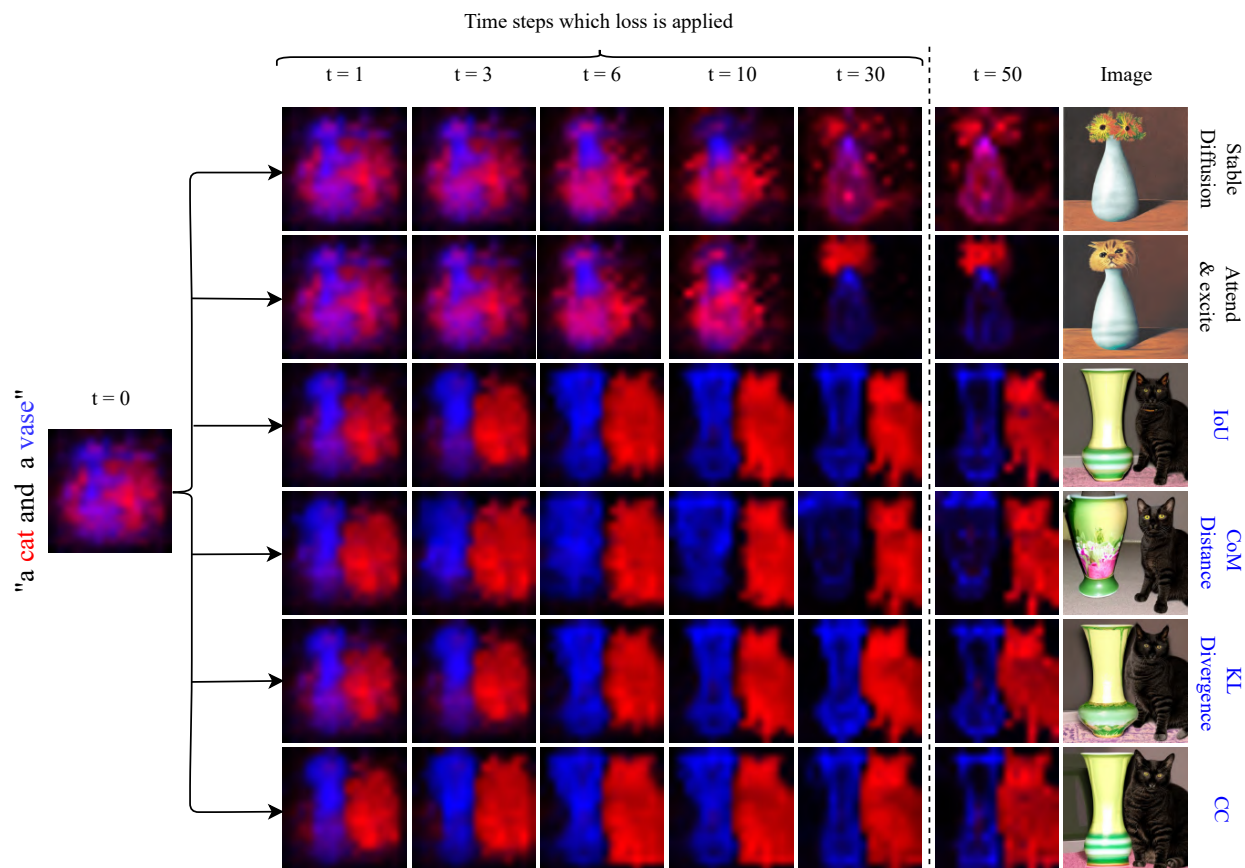 Time steps which loss is applied
t = 1
t = 3
t = 6
t = 10
t = 30
t = 50
Image
Stable
Diffusion
Attend
& excite
"a cat and a vase"
t = 0
IoU
CoM
Distance
KL
Divergence
CC